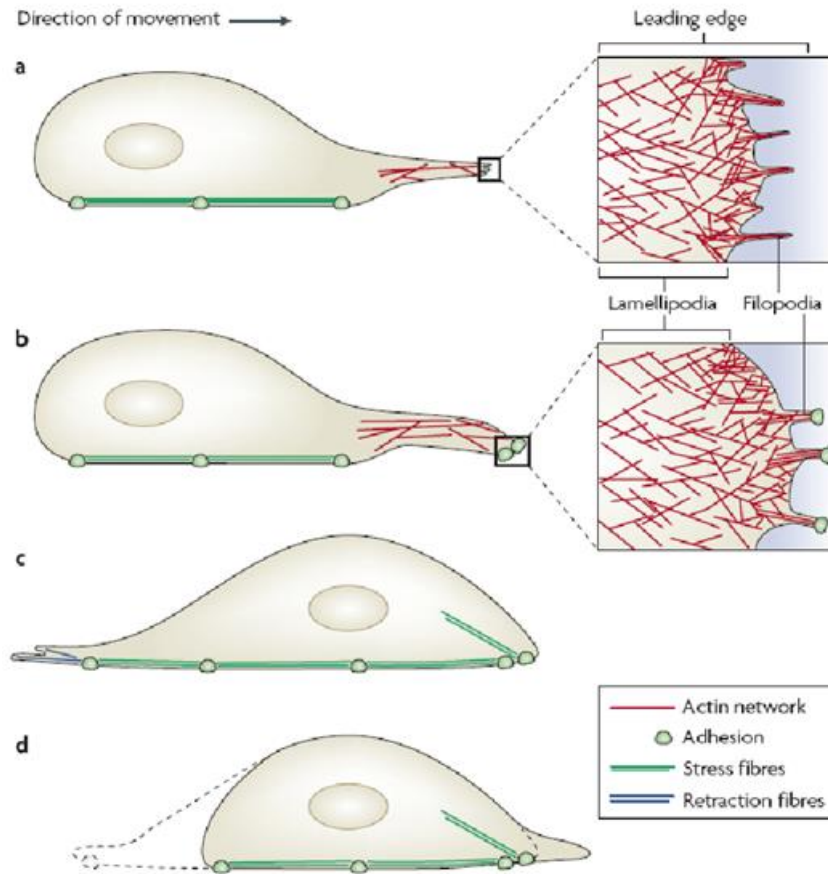 Direction of movement
Leading edge
a
Lamellipodia
Filopodia
b
c
d
Actin network
Adhesion
Stress fibres
Retraction fibres